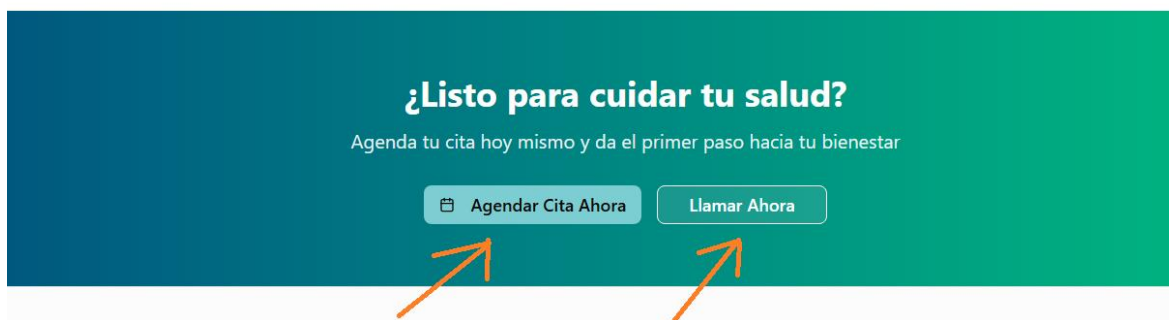 ¿Listo para cuidar tu salud?
Agenda tu cita hoy mismo y da el primer paso hacia tu bienestar
Agendar Cita Ahora
Llamar Ahora